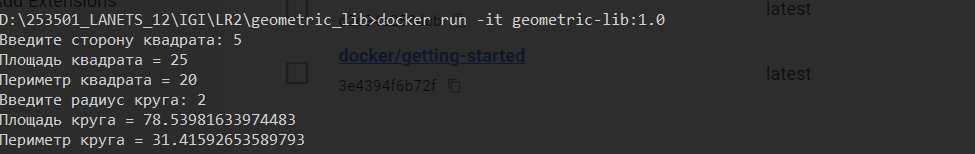 Add Extensions
latest
D:\253501_LANETS_12\IGI\LR2\geometric_lib>docker run -it geometric-lib:1.0
Введите сторону квадрата: 5
Площадь квадрата = 25
docker/getting-started
Периметр квадрата = 20
latest
3e4394f6b72f
Введите радиус круга: 2
Площадь круга = 78.53981633974483
Периметр круга = 31.41592653589793